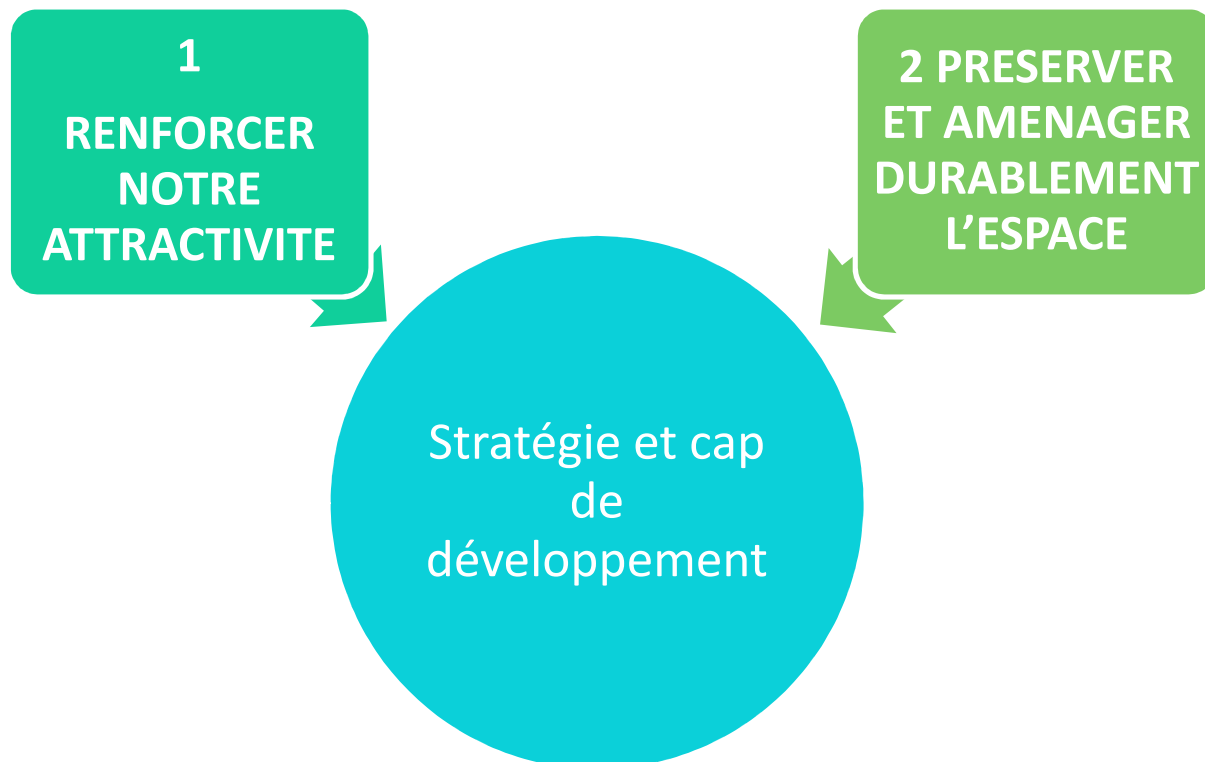 1
RENFORCER
NOTRE
ATTRACTIVITE
2 PRESERVER
ET AMENAGER
DURABLEMENT
L’ESPACE
Stratégie et cap
de
développement